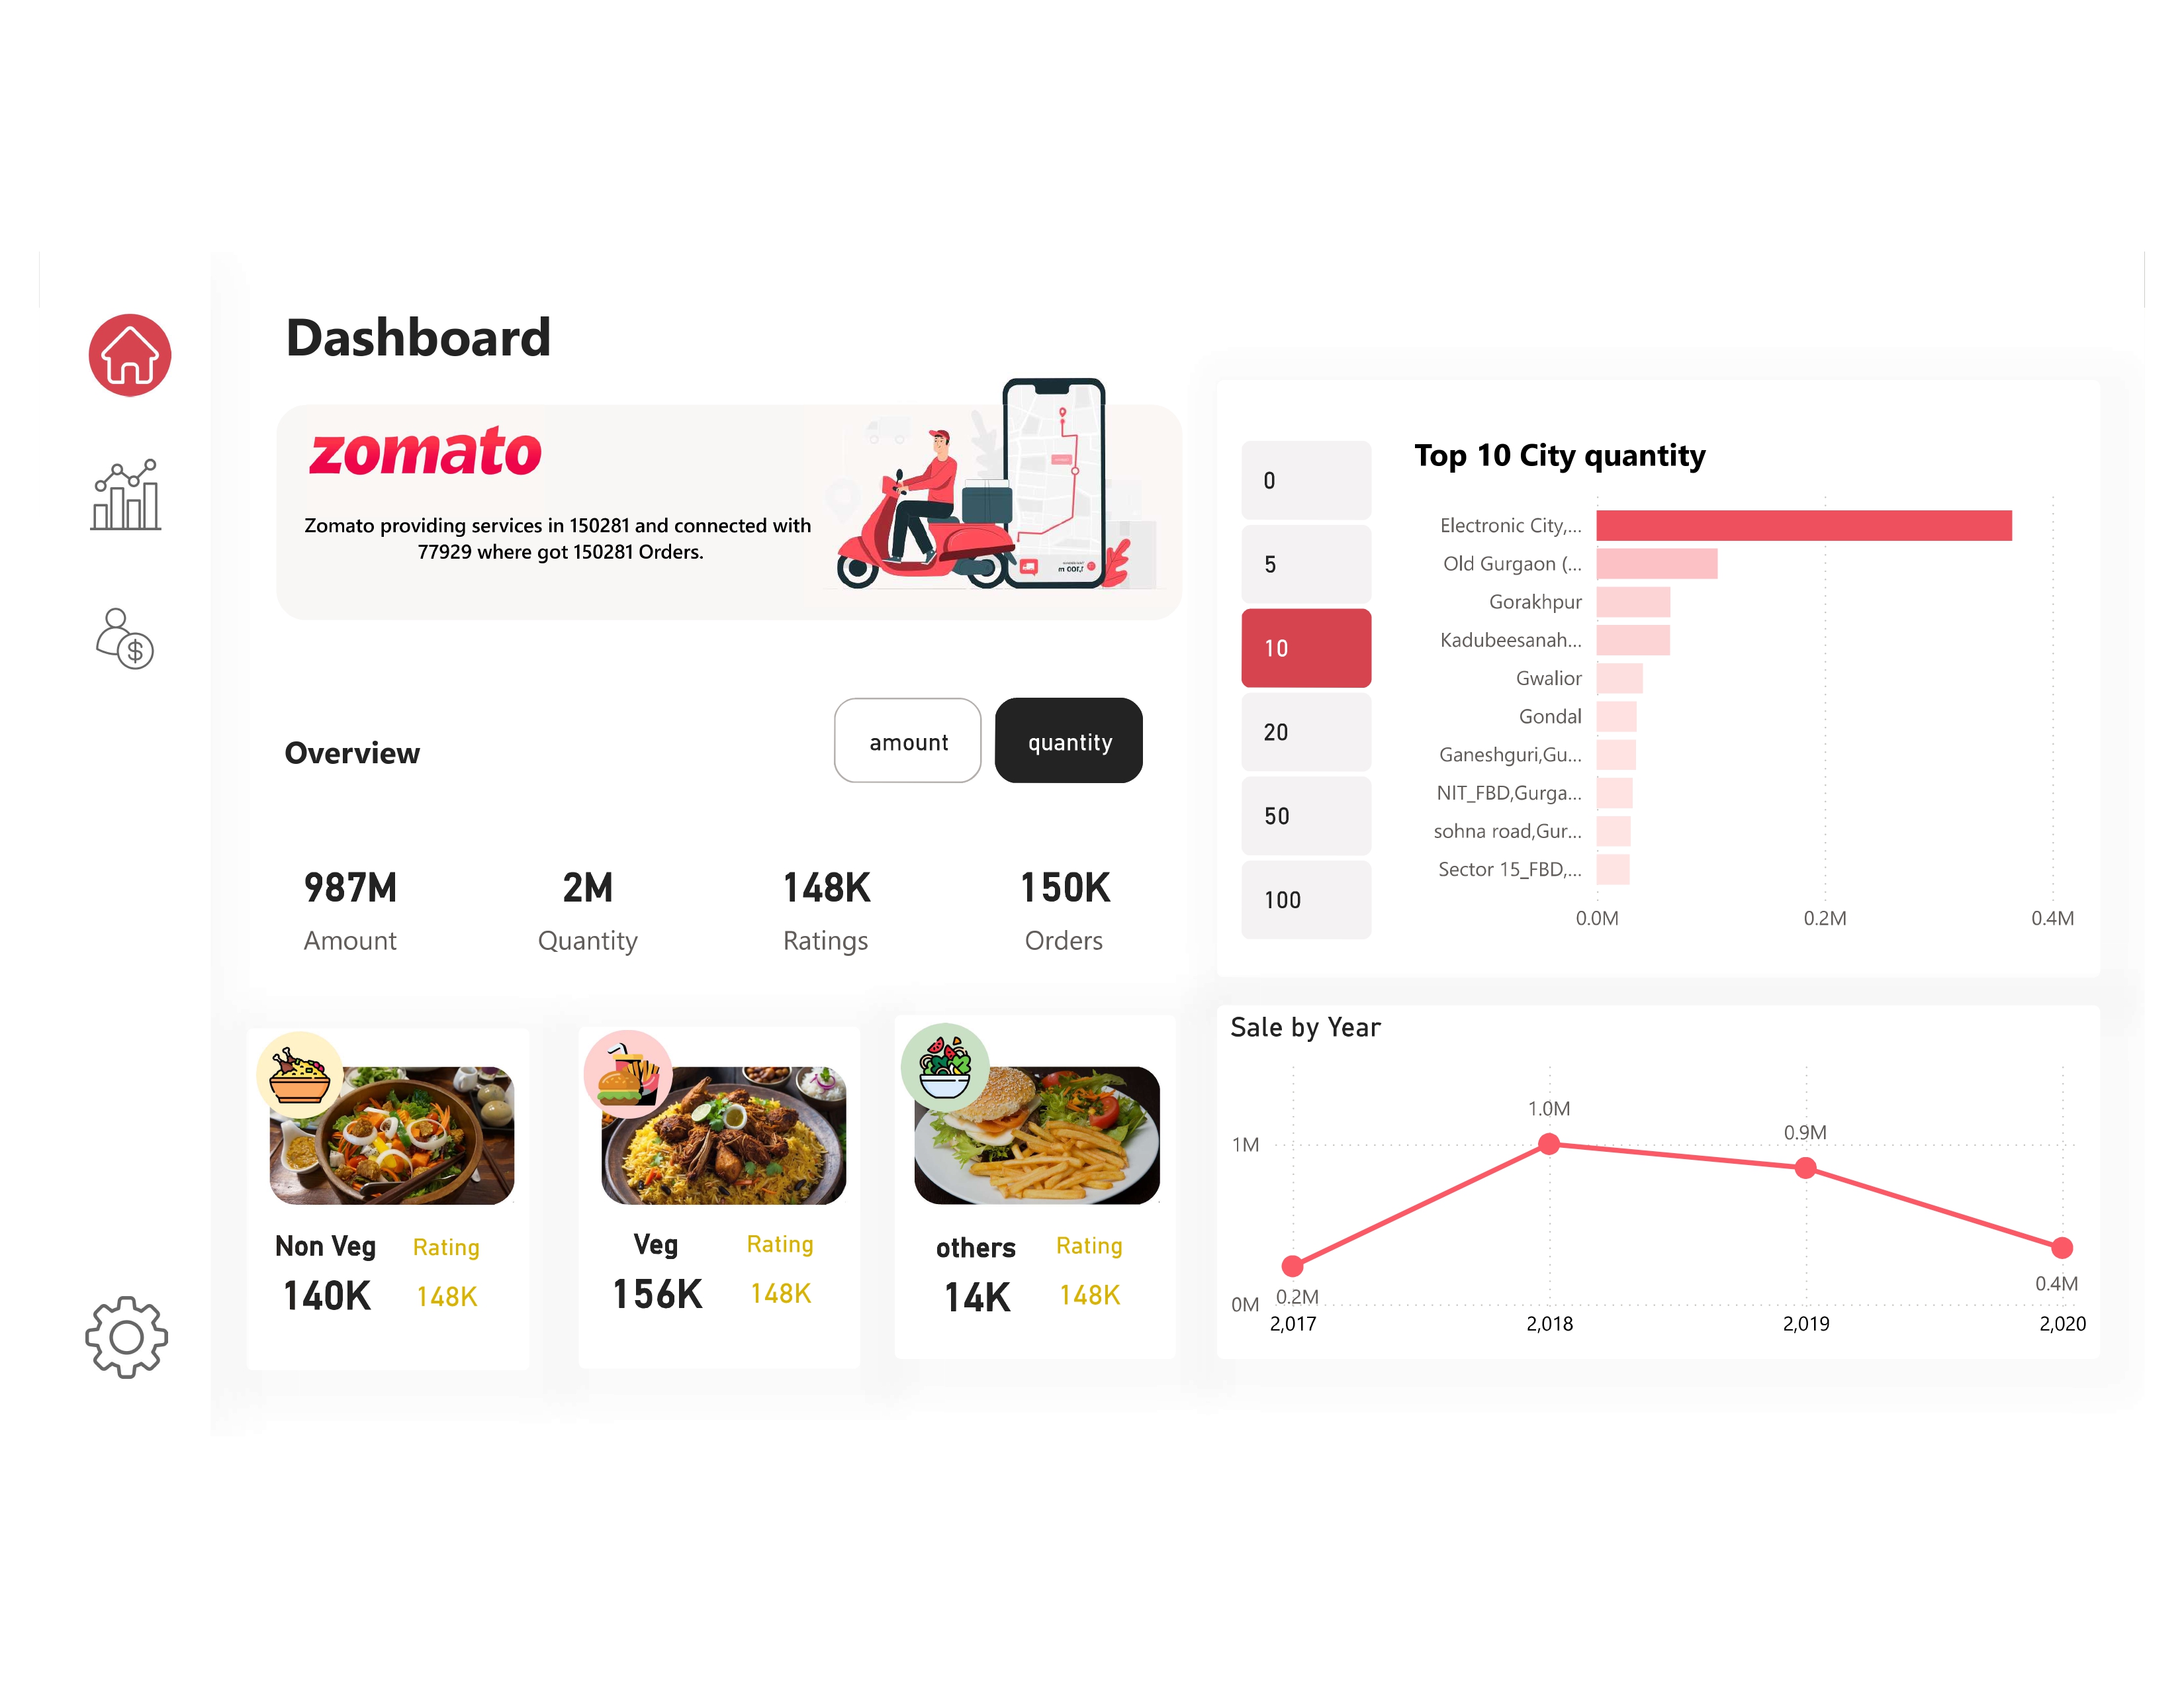 Dashboard
zomato
Zomato providing services in 150281 and connected with
77929 where got 150281 Orders.
Overview
amount
quantity
987M
Amount
2M
Quantity
148K
Ratings
150K
Orders
Non Veg
140K
Rating
148K
Veg
156K
Rating
148K
others
14K
Rating
148K
0
5
10
20
50
100
Top 10 City quantity
Electronic City,...
Old Gurgaon (...
Gorakhpur
Kadubeesanah...
Gwalior
Gondal
Ganeshguri,Gu...
NIT_FBD,Gurga...
sohna road,Gur...
Sector 15_FBD,...
0.0M 0.2M 0.4M
Sale by Year
1M
0M
0.2M
1.0M
0.9M
0.4M
2,017 2,018 2,019 2,020